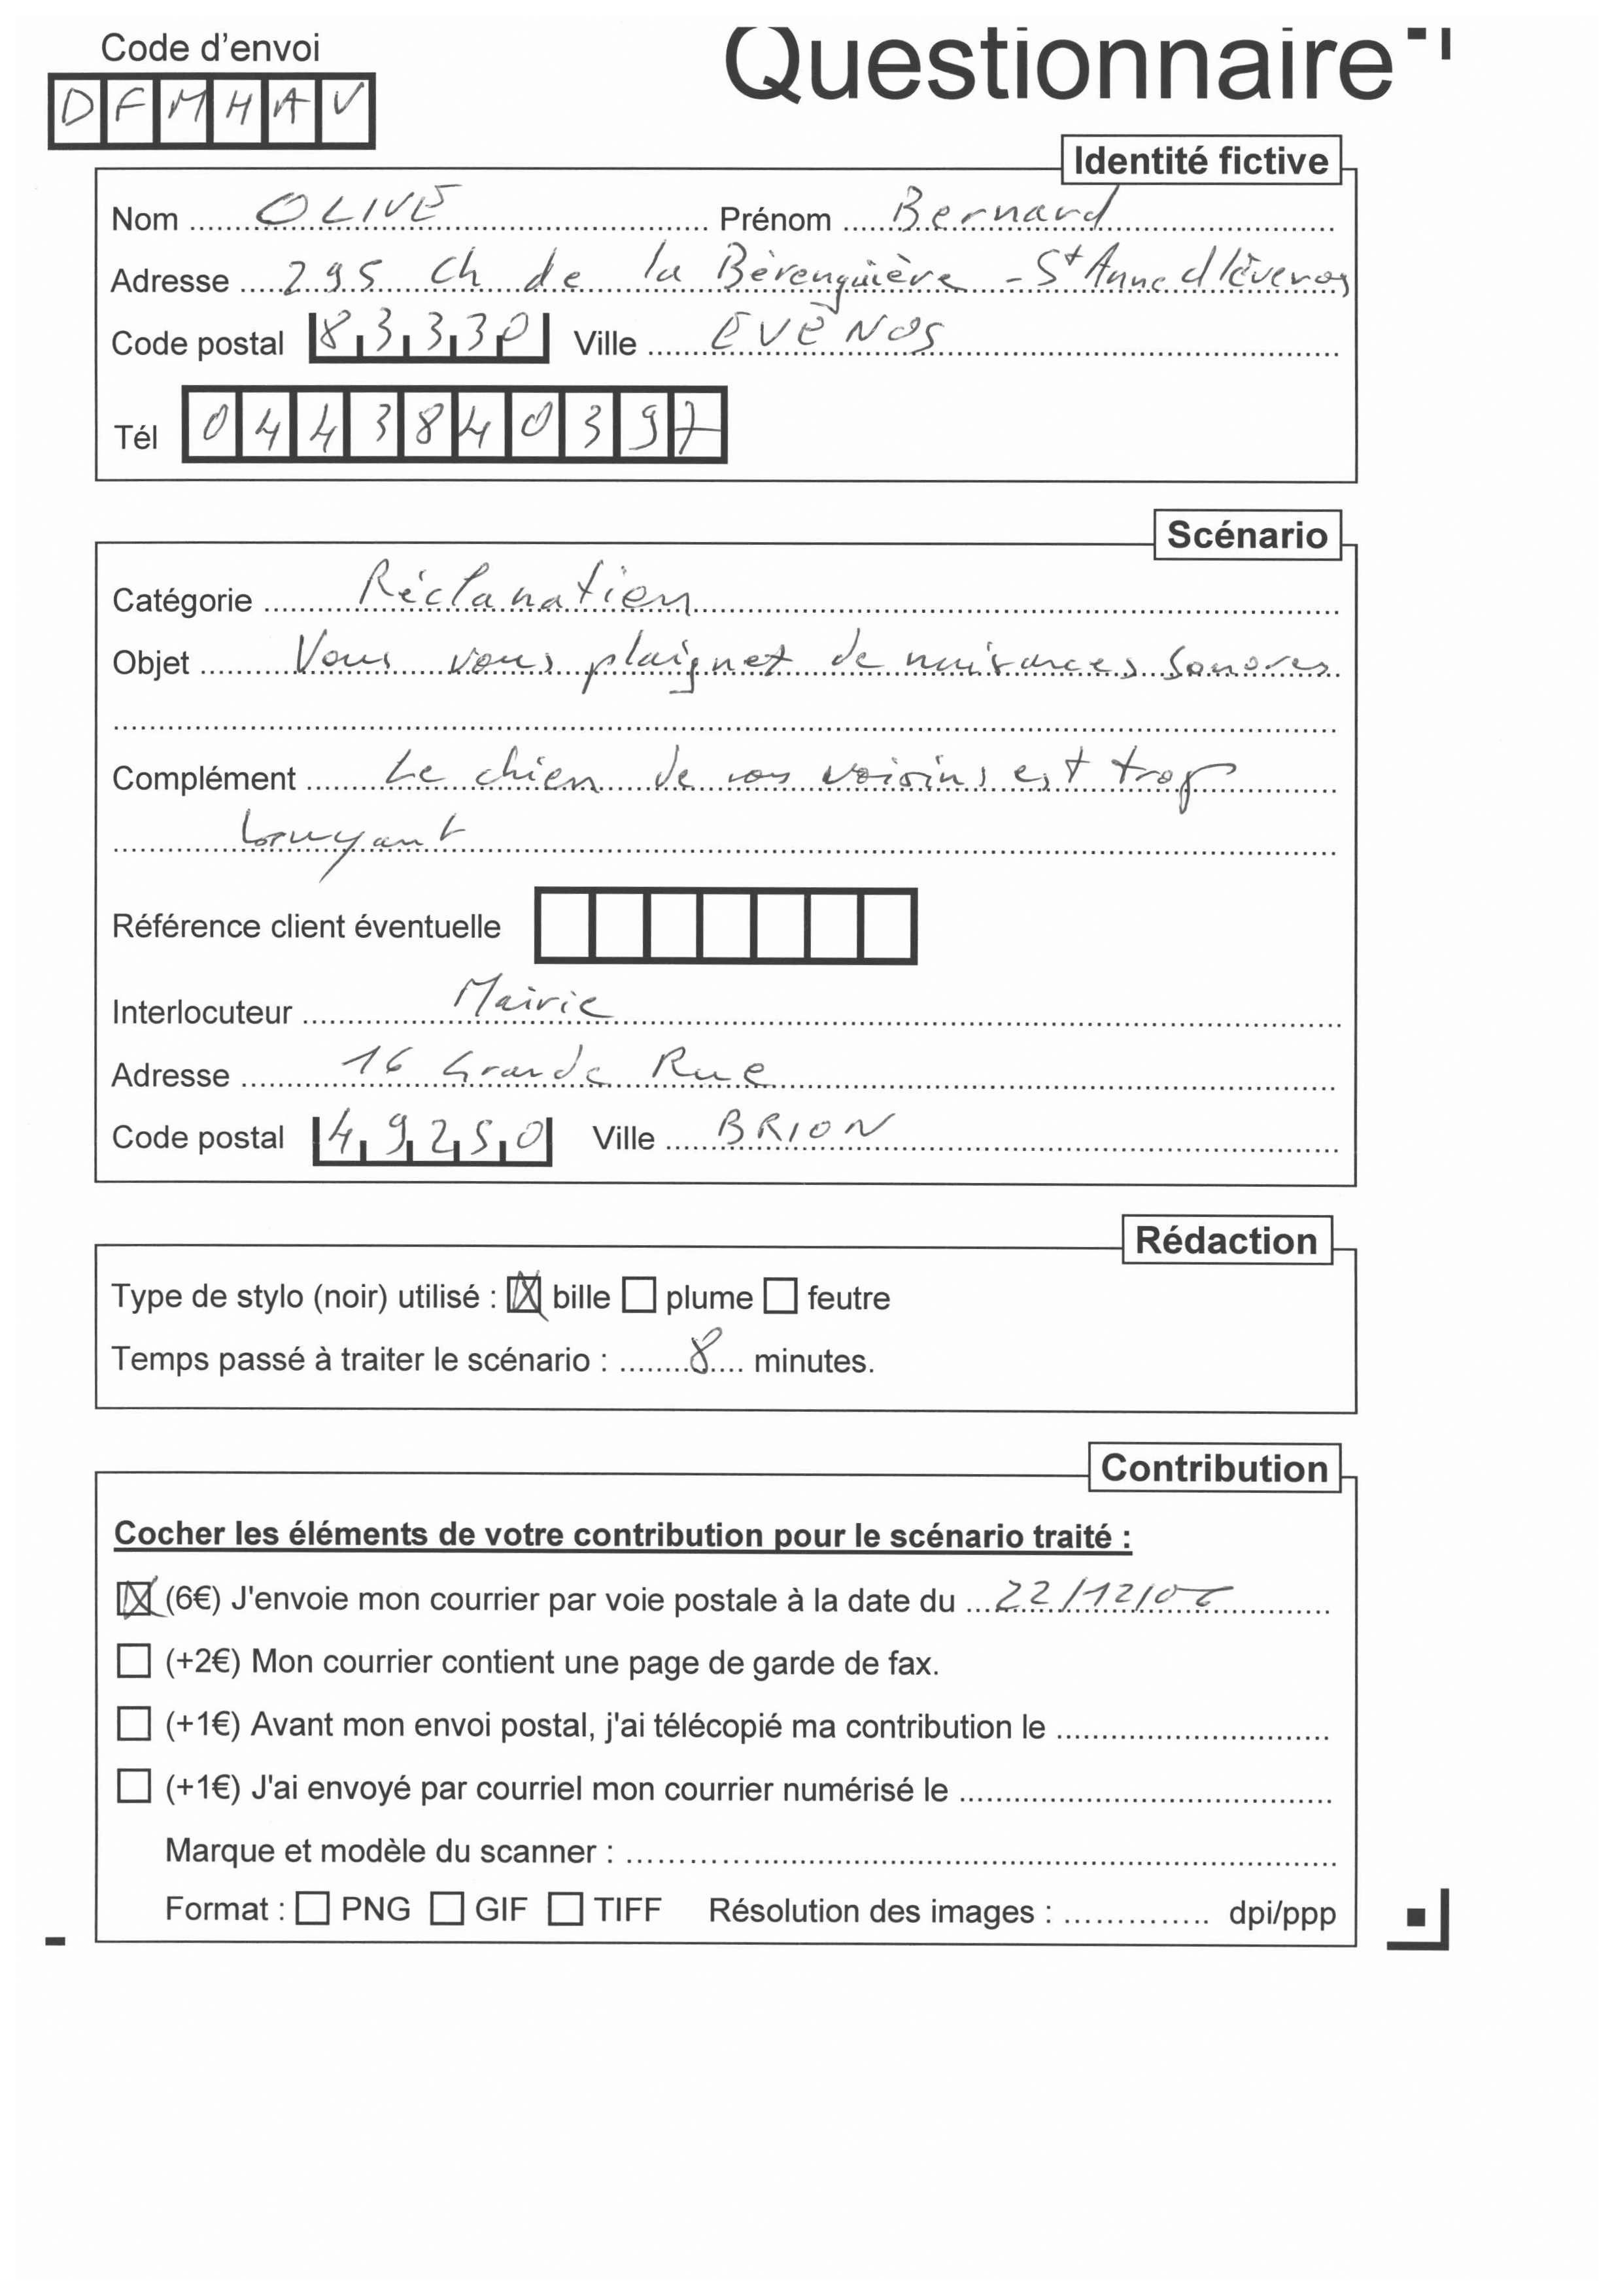 Code d'envoi
DFMHAV
Questionnaire
Identité fictive
Nom OLIVE Prénom Bernard
Adresse 295 ch de la Bérenguière - St Anne d'Evenos
Code postal 83330 Ville EVENOS
Tél 0443840397
Scénario
Catégorie Réclamation
Objet Vous vous plaignez de nuisances sonores
Complément Le chien de vos voisins est trop
bruyant
Référence client éventuelle
Interlocuteur Mairie
Adresse 16 Grande Rue
Code postal 49250 Ville BRION
Rédaction
Type de stylo (noir) utilisé : bille plume feutre
Temps passé à traiter le scénario : 8 minutes.
Contribution
Cocher les éléments de votre contribution pour le scénario traité :
(6€) J'envoie mon courrier par voie postale à la date du
(+2€) Mon courrier contient une page de garde de fax.
(+1€) Avant mon envoi postal, j'ai télécopié ma contribution le
(+1€) J'ai envoyé par courriel mon courrier numérisé le
Marque et modèle du scanner :
Format : PNG GIF TIFF Résolution des images : dpi/ppp